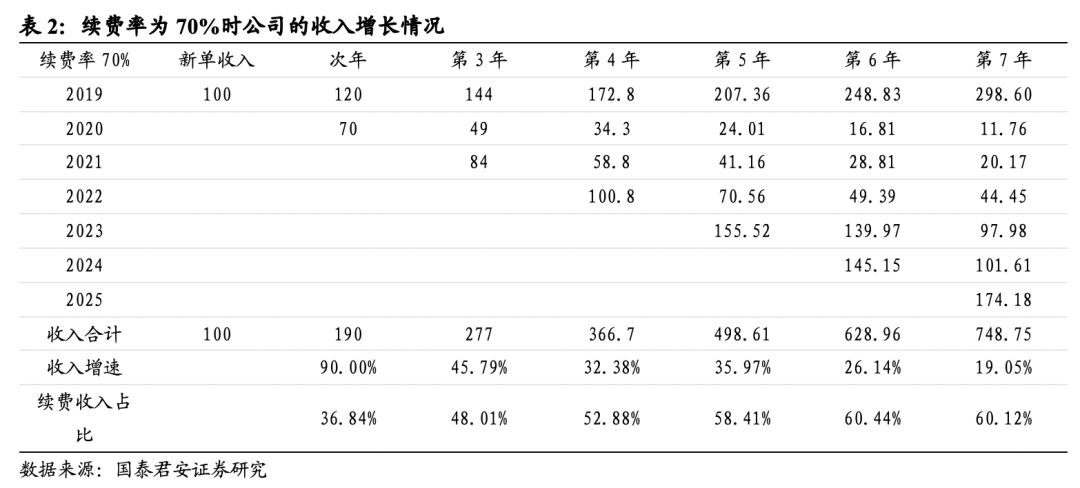 表 2：续费率为 70%时公司的收入增长情况
续费率 70% 新单收入 次年 第 3 年 第 4 年 第 5 年 第 6 年 第 7 年
2019 100 120 144 172.8 207.36 248.83 298.60
2020 70 49 34.3 24.01 16.81 11.76
2021 84 58.8 41.16 28.81 20.17
2022 100.8 70.56 49.39 44.45
2023 155.52 139.97 97.98
2024 145.15 101.61
2025 174.18
收入合计 100 190 277 366.7 498.61 628.96 748.75
收入增速 90.00% 45.79% 32.38% 35.97% 26.14% 19.05%
续费收入占
比 36.84% 48.01% 52.88% 58.41% 60.44% 60.12%
数据来源：国泰君安证券研究